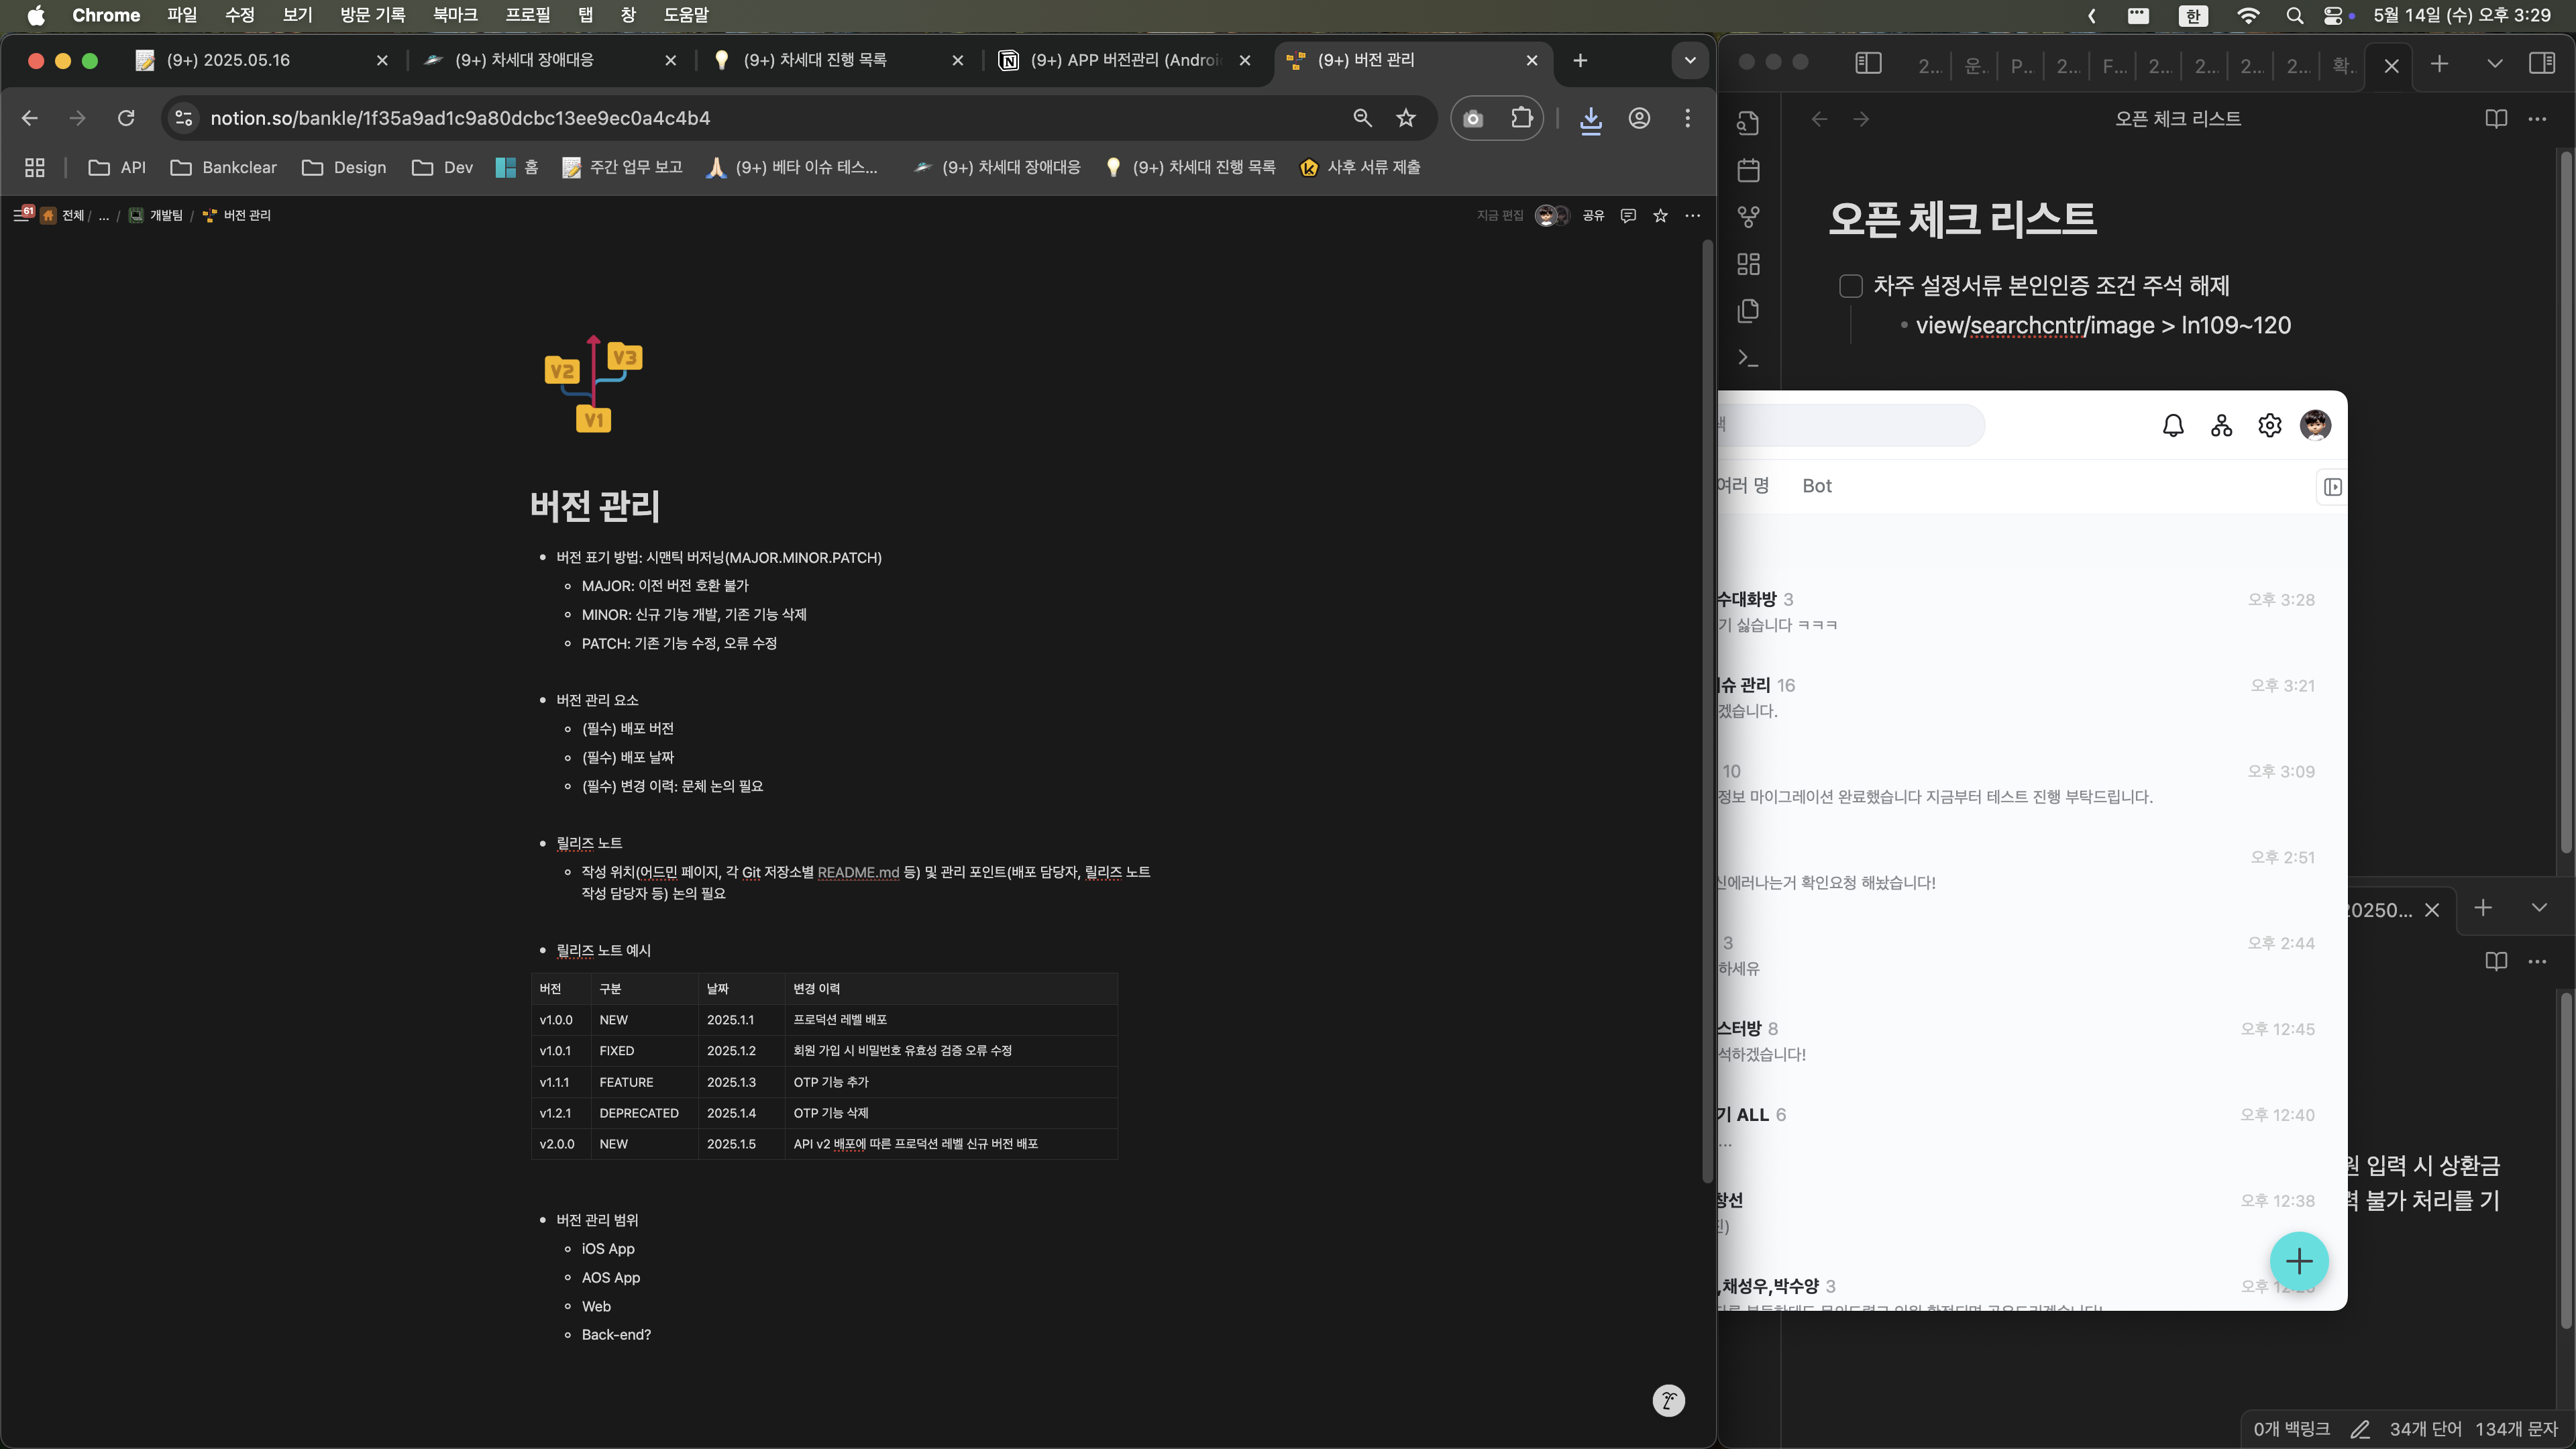 Chrome 파일 수정 보기 방문 기록 북마크 프로필 탭 창 도움말
한 5월 14일 (수) 오후 3:29
(9+) 2025.05.16
(9+) 차세대 장애대응
(9+) 차세대 진행 목록
(9+) APP 버전관리 (Androi
(9+) 버전 관리
notion.so/bankle/1f35a9ad1c9a80dcbc13ee9ec0a4c4b4
API Bankclear Design Dev 홈 주간 업무 보고 (9+) 베타 이슈 테스... (9+) 차세대 장애대응 (9+) 차세대 진행 목록 사후 서류 제출
61 전체 / ... / 개발팀 / 버전 관리
지금 편집 공유
V2 V3
V1
버전 관리
버전 표기 방법: 시맨틱 버저닝(MAJOR.MINOR.PATCH)
MAJOR: 이전 버전 호환 불가
MINOR: 신규 기능 개발, 기존 기능 삭제
PATCH: 기존 기능 수정, 오류 수정
버전 관리 요소
(필수) 배포 버전
(필수) 배포 날짜
(필수) 변경 이력: 문체 논의 필요
릴리즈 노트
작성 위치(어드민 페이지, 각 Git 저장소별 README.md 등) 및 관리 포인트(배포 담당자, 릴리즈 노트
작성 담당자 등) 논의 필요
릴리즈 노트 예시
버전 구분 날짜 변경 이력
v1.0.0 NEW 2025.1.1 프로덕션 레벨 배포
v1.0.1 FIXED 2025.1.2 회원 가입 시 비밀번호 유효성 검증 오류 수정
v1.1.1 FEATURE 2025.1.3 OTP 기능 추가
v1.2.1 DEPRECATED 2025.1.4 OTP 기능 삭제
v2.0.0 NEW 2025.1.5 API v2 배포에 따른 프로덕션 레벨 신규 버전 배포
버전 관리 범위
iOS App
AOS App
Web
Back-end?
2... 운.. P... 2... F... 2... 2... 2... 2... 확..
오픈 체크 리스트
오픈 체크 리스트
차주 설정서류 본인인증 조건 주석 해제
view/searchcntr/image > ln109~120
여러 명 Bot
수대화방 3 오후 3:28
기 싫습니다 ㅋㅋㅋ
슈 관리 16 오후 3:21
겠습니다.
10 오후 3:09
정보 마이그레이션 완료했습니다 지금부터 테스트 진행 부탁드립니다.
오후 2:51
신에러나는거 확인요청 해놨습니다!
3 오후 2:44
하세유
스터방 8 오후 12:45
석하겠습니다!
기 ALL 6 오후 12:40
...
창선 오후 12:38
,채성우,박수양 3
20250...
원 입력 시 상환금
불가 처리를 기
0개 백링크 34개 단어 134개 문자